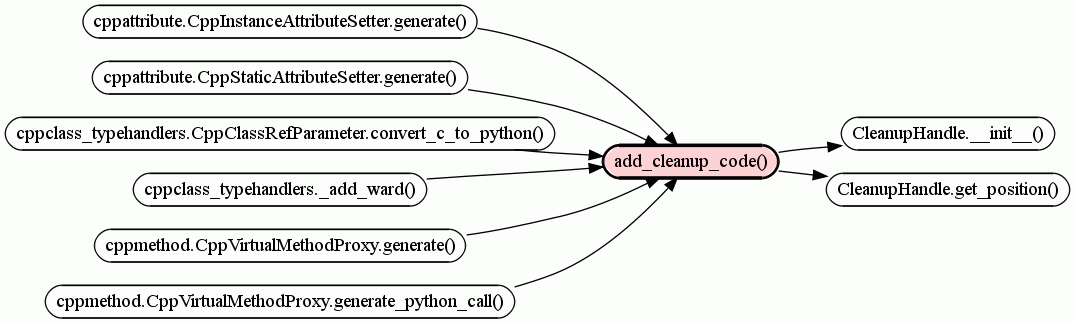 cppattribute.CppInstanceAttributeSetter.generate()
cppattribute.CppStaticAttributeSetter.generate()
cppclass_typehandlers.CppClassRefParameter.convert_c_to_python()
cppclass_typehandlers._add_ward()
cppmethod.CppVirtualMethodProxy.generate()
cppmethod.CppVirtualMethodProxy.generate_python_call()
add_cleanup_code()
CleanupHandle.__init__()
CleanupHandle.get_position()